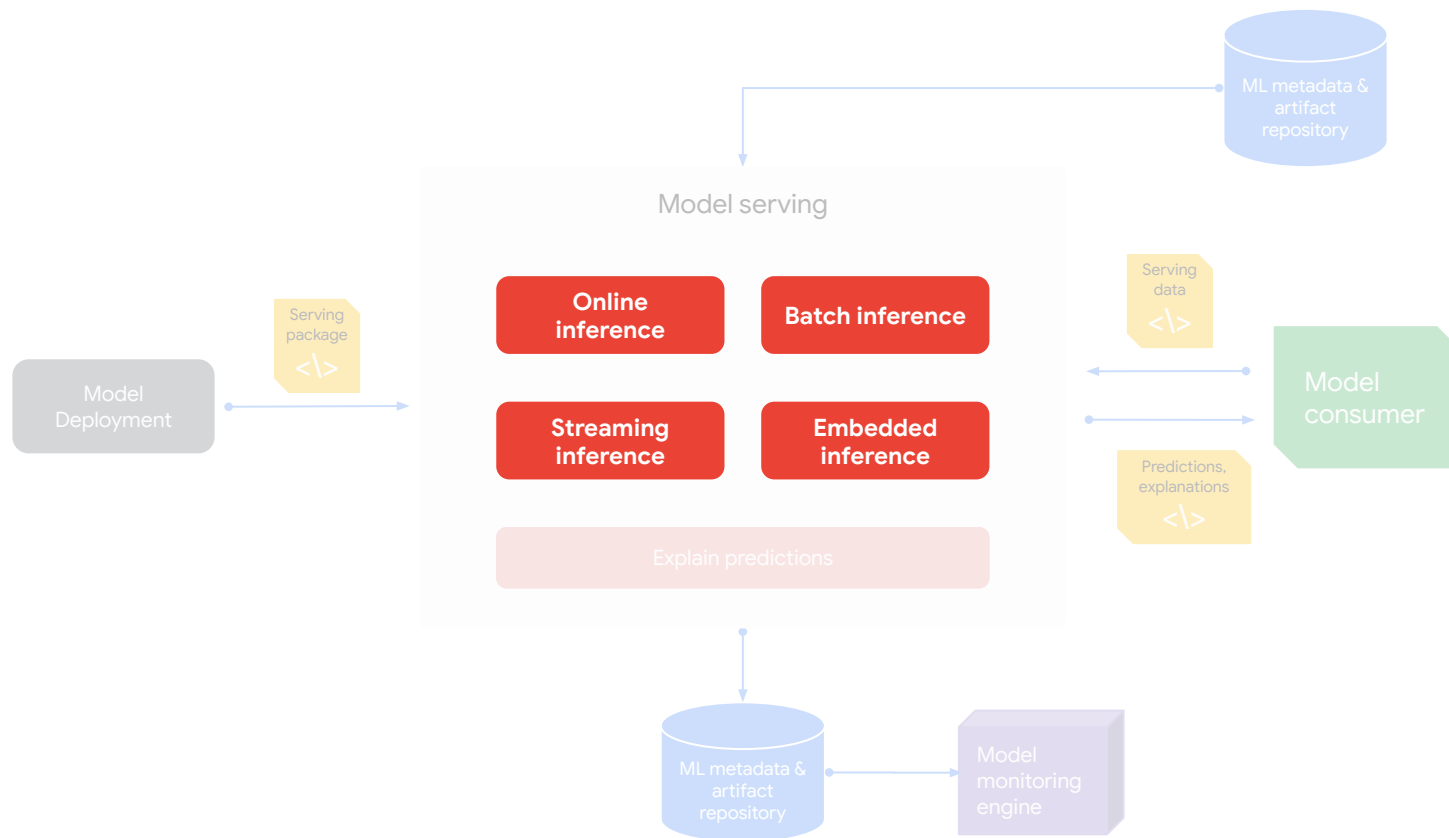 ML metadata &
artifact
repository
Model serving
Online
inference
Batch inference
Serving
data
</>
Serving
package
</>
Model
Deployment
Model
consumer
Streaming
inference
Embedded
inference
Predictions,
explanations
</>
Explain predictions
ML metadata &
artifact
repository
Model
monitoring
engine